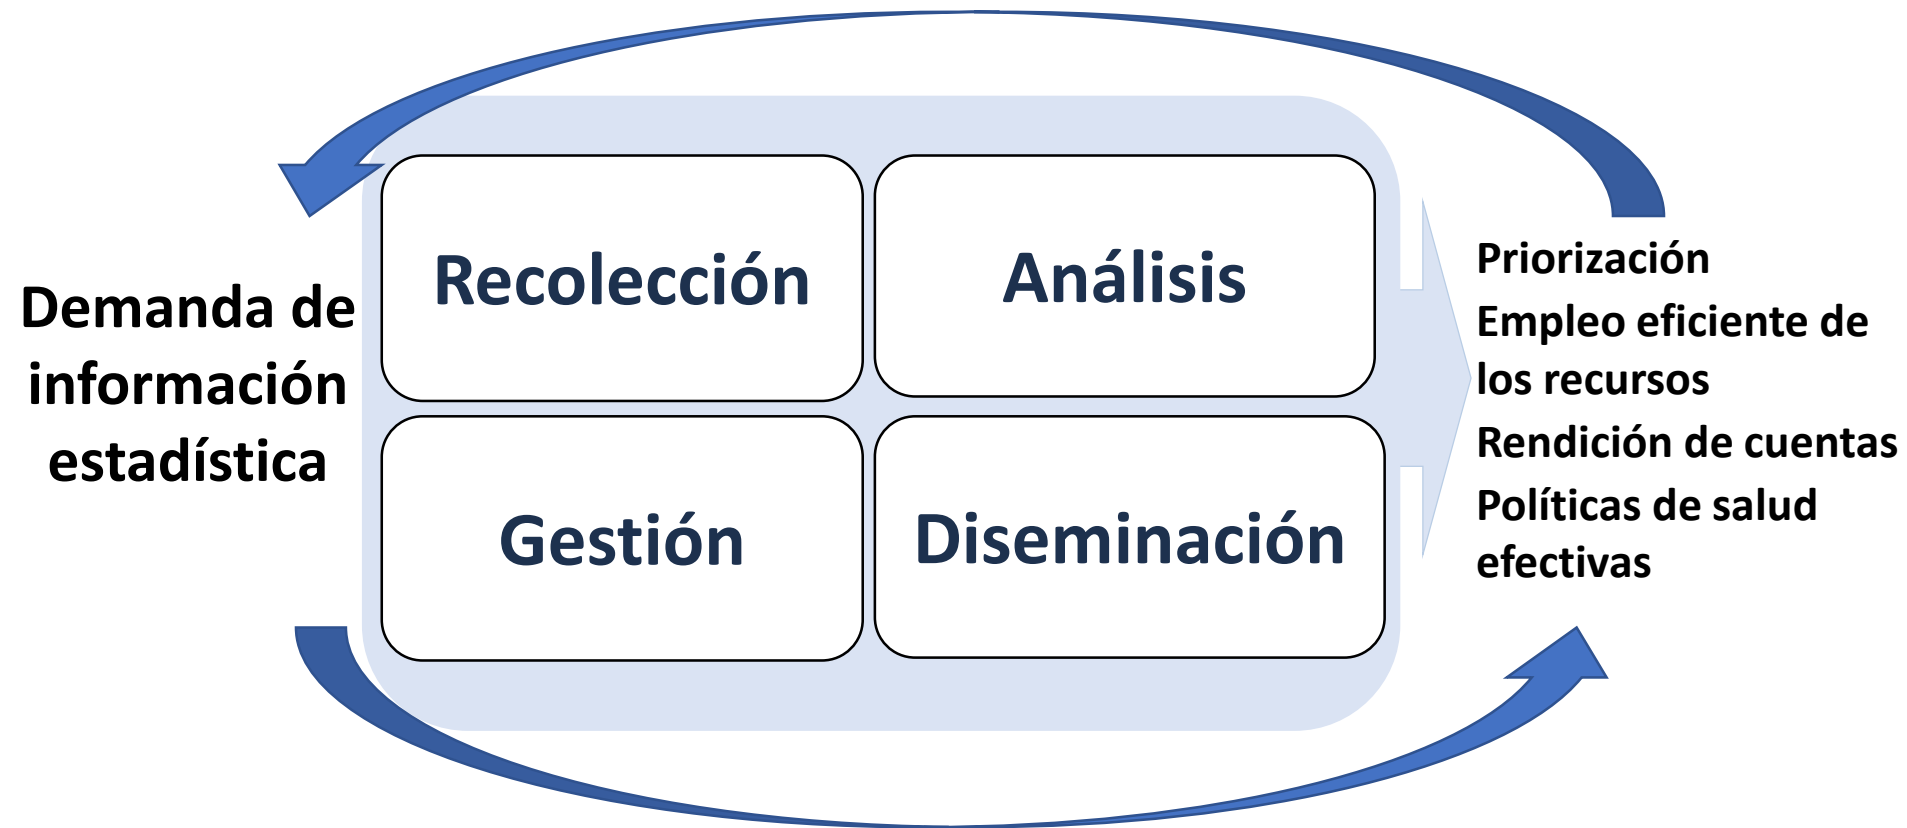 Demanda de
información
estadística
Recolección
Análisis
Gestión
Diseminación
Priorización
Empleo eficiente de
los recursos
Rendición de cuentas
Políticas de salud
efectivas